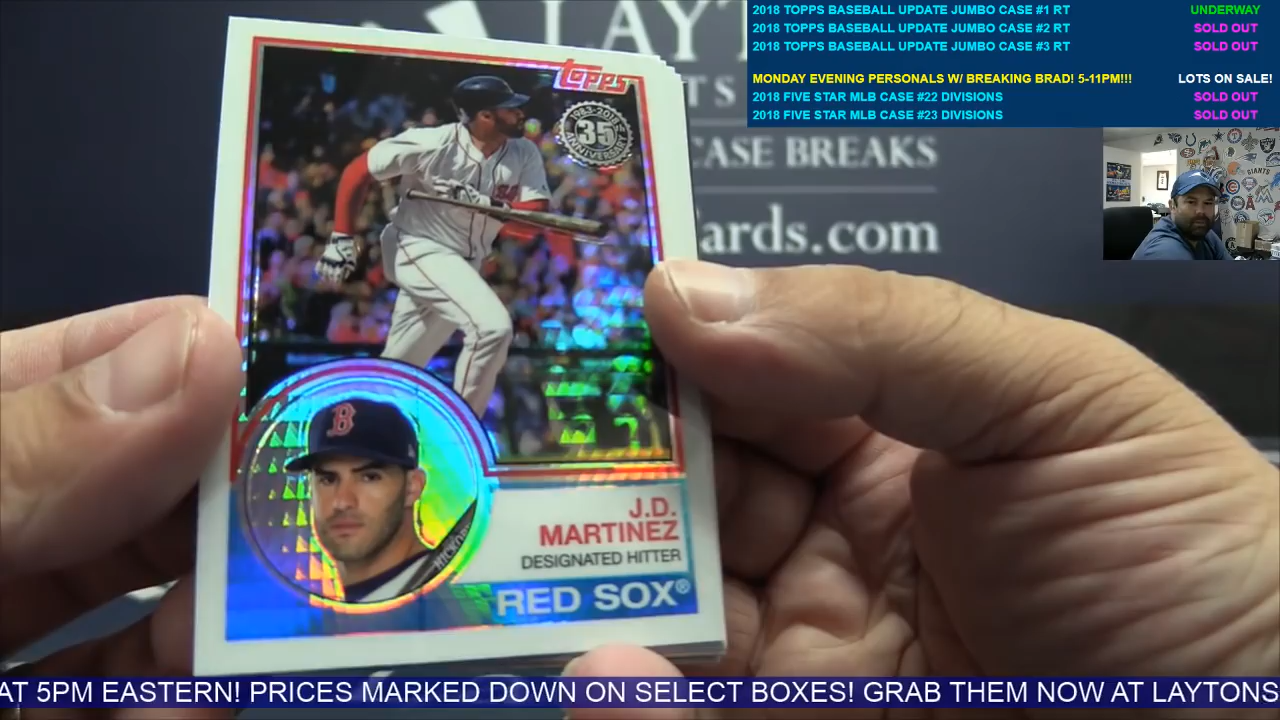 2018 TOPPS BASEBALL UPDATE JUMBO CASE #1 RT UNDERWAY
2018 TOPPS BASEBALL UPDATE JUMBO CASE #2 RT SOLD OUT
2018 TOPPS BASEBALL UPDATE JUMBO CASE #3 RT SOLD OUT
MONDAY EVENING PERSONALS W/ BREAKING BRAD! 5-11PM!!! LOTS ON SALE!
2018 FIVE STAR MLB CASE #22 DIVISIONS SOLD OUT
2018 FIVE STAR MLB CASE #23 DIVISIONS SOLD OUT
LAYT
TS
CASE BREAKS
ards.com
topps
1983-2018
35
ANNIVERSARY
B
J.D.
MARTINEZ
DESIGNATED HITTER
RED SOX®
AT 5PM EASTERN! PRICES MARKED DOWN ON SELECT BOXES! GRAB THEM NOW AT LAYTONS